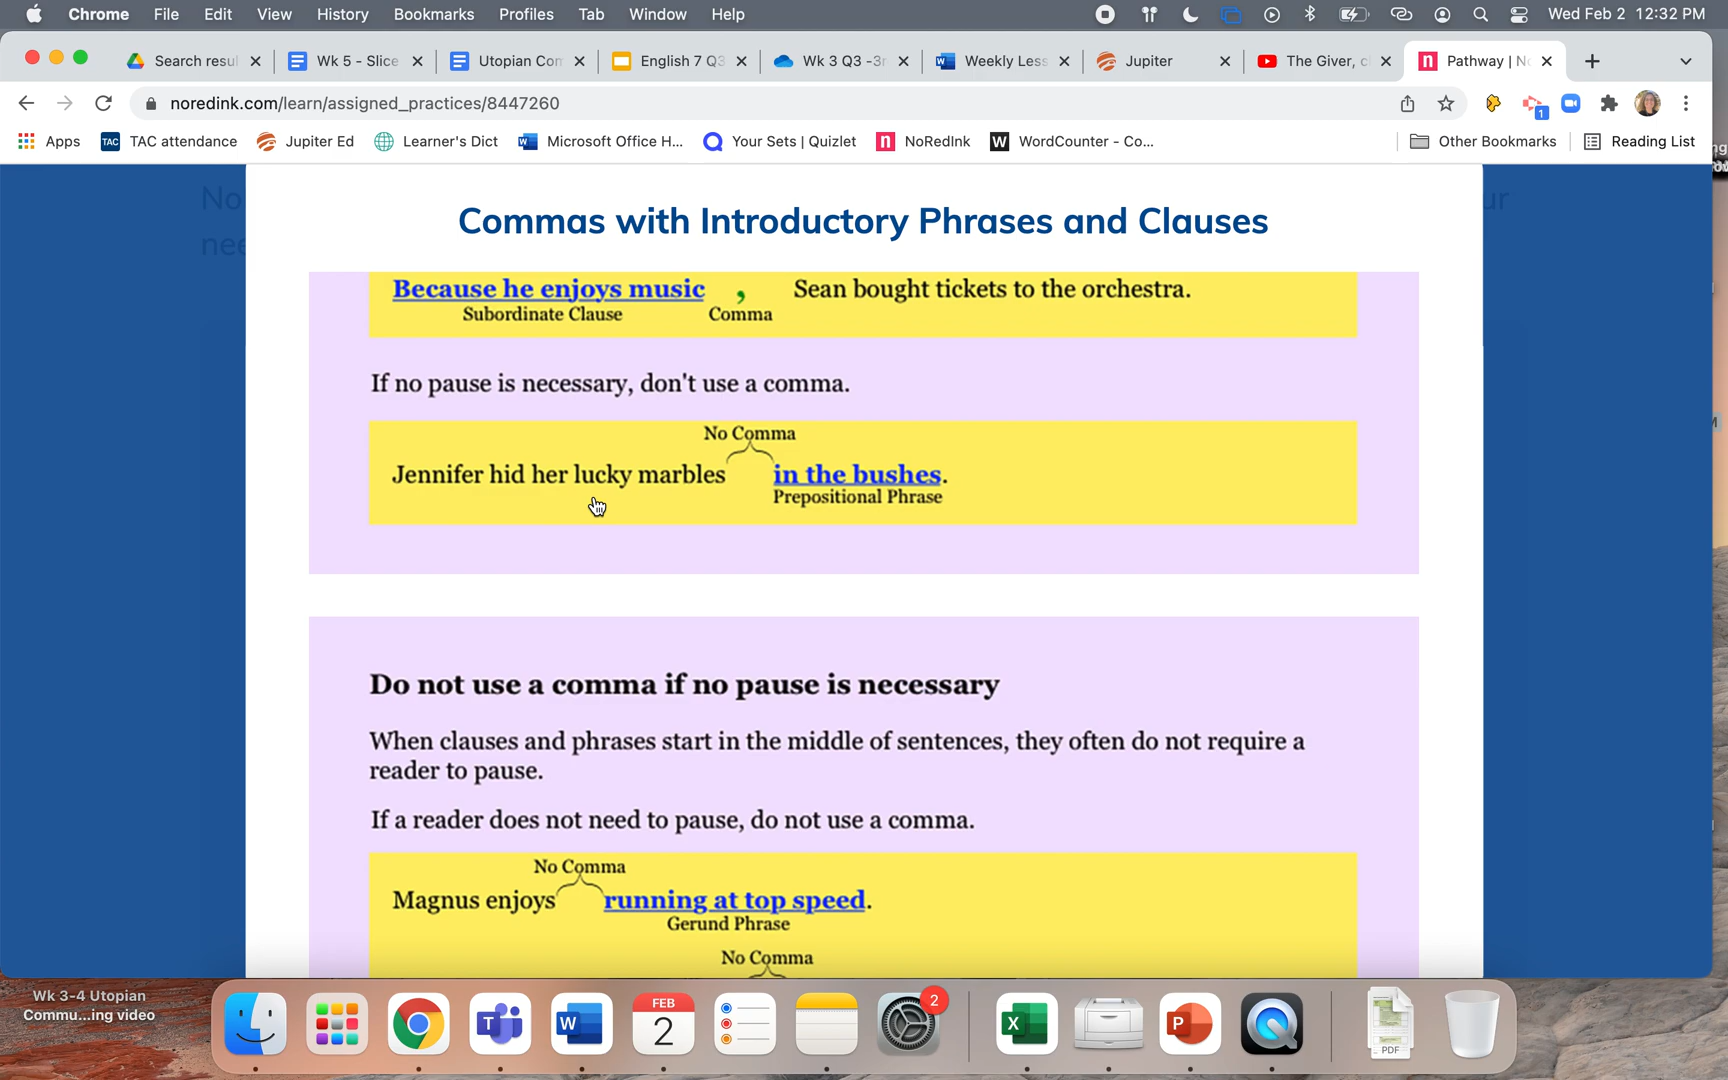 Chrome File Edit View History Bookmarks Profiles Tab Window Help Wed Feb 2 12:32 PM
Search resul Wk 5 - Slice Utopian Con English 7 Q3 Wk 3 Q3 -3r Weekly Less Jupiter The Giver, c Pathway | No
noredink.com/learn/assigned_practices/8447260
1
Apps TAC TAC attendance Jupiter Ed Learner's Dict Microsoft Office H... Your Sets | Quizlet NoRedInk WordCounter - Co... Other Bookmarks Reading List
Commas with Introductory Phrases and Clauses
Because he enjoys music , Sean bought tickets to the orchestra.
Subordinate Clause Comma
If no pause is necessary, don't use a comma.
No Comma
Jennifer hid her lucky marbles in the bushes.
Prepositional Phrase
Do not use a comma if no pause is necessary
When clauses and phrases start in the middle of sentences, they often do not require a
reader to pause.
If a reader does not need to pause, do not use a comma.
No Comma
Magnus enjoys running at top speed.
Gerund Phrase
No Comma
Wk 3-4 Utopian
Commu...ing video
FEB
2
2
PDF